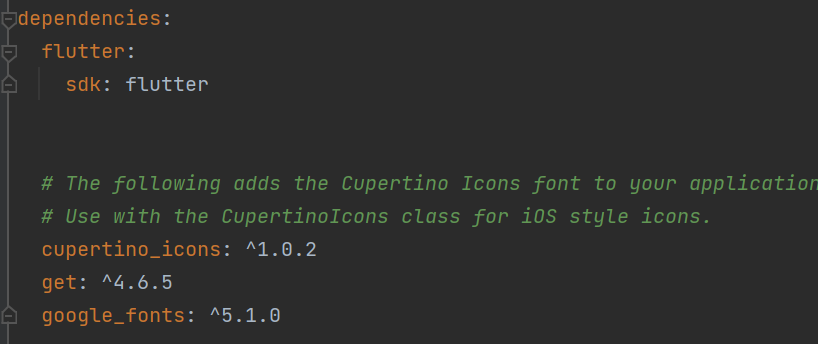 dependencies:
flutter:
sdk: flutter
# The following adds the Cupertino Icons font to your application
# Use with the CupertinoIcons class for iOS style icons.
cupertino_icons: ^1.0.2
get: ^4.6.5
google_fonts: ^5.1.0